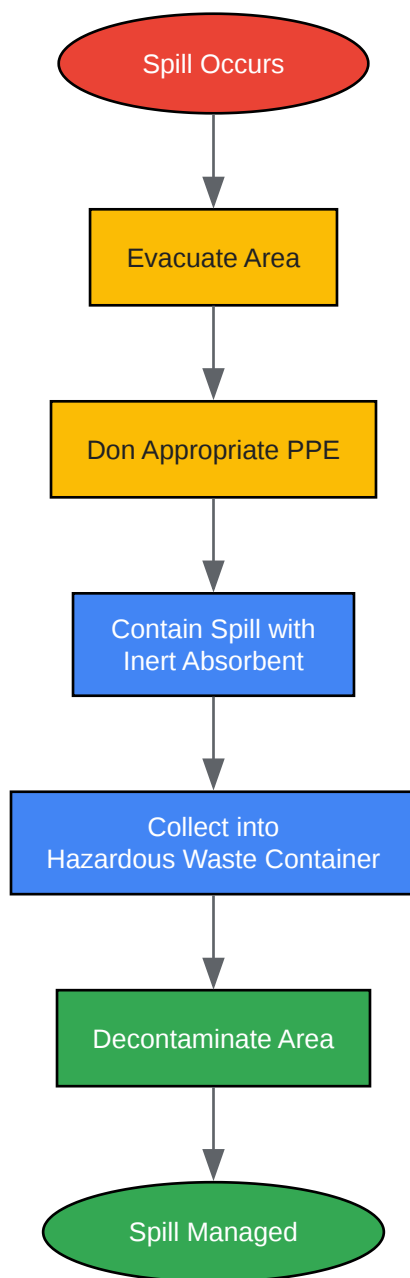 Spill Occurs
Evacuate Area
Don Appropriate PPE
Contain Spill with
Inert Absorbent
Collect into
Hazardous Waste Container
Decontaminate Area
Spill Managed